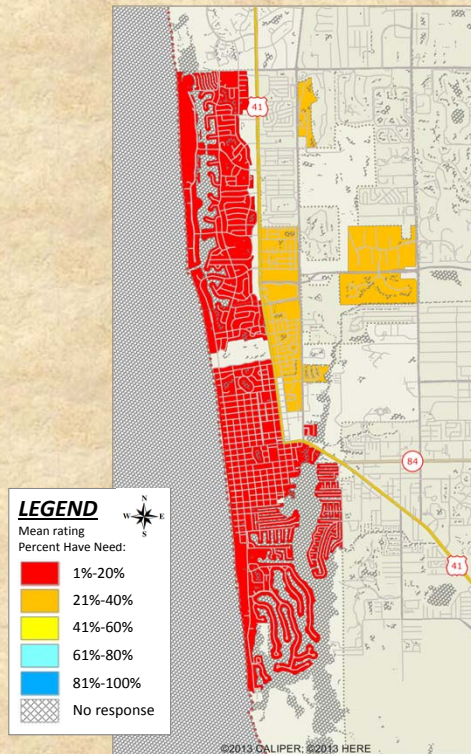 41
84
41
LEGEND
N
W E
S
Mean rating
Percent Have Need:
1%-20%
21%-40%
41%-60%
61%-80%
81%-100%
No response
©2013 CALIPER; ©2013 HERE